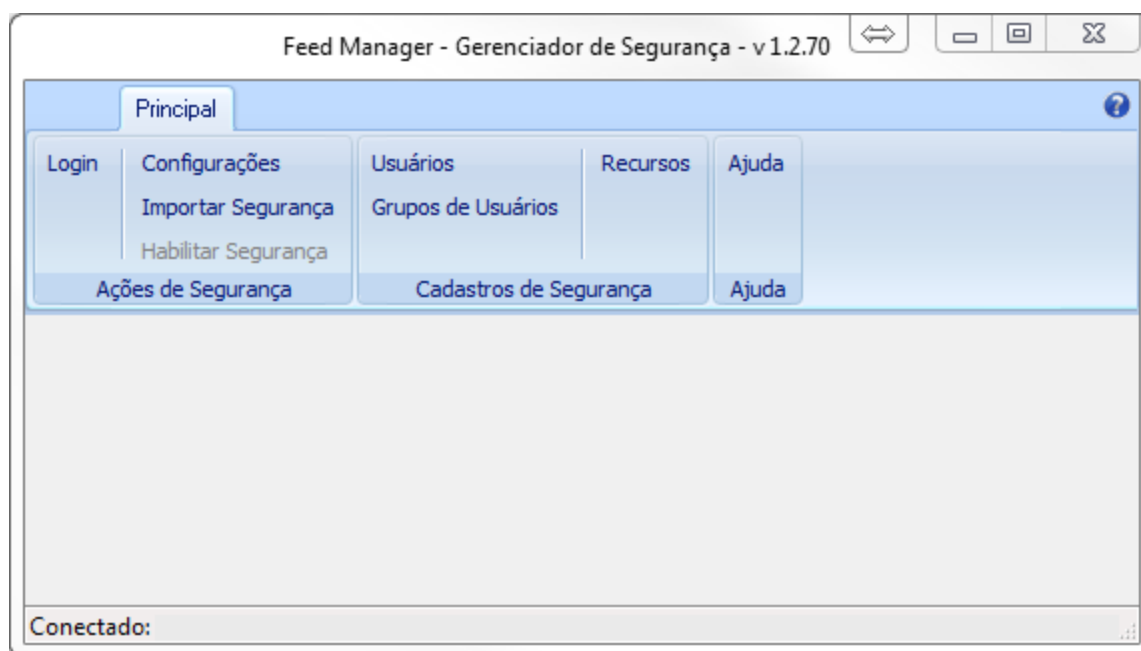 Feed Manager - Gerenciador de Segurança - v 1.2.70
Principal
Login
Configurações
Importar Segurança
Habilitar Segurança
Ações de Segurança
Usuários
Grupos de Usuários
Recursos
Cadastros de Segurança
Ajuda
Ajuda
Conectado: